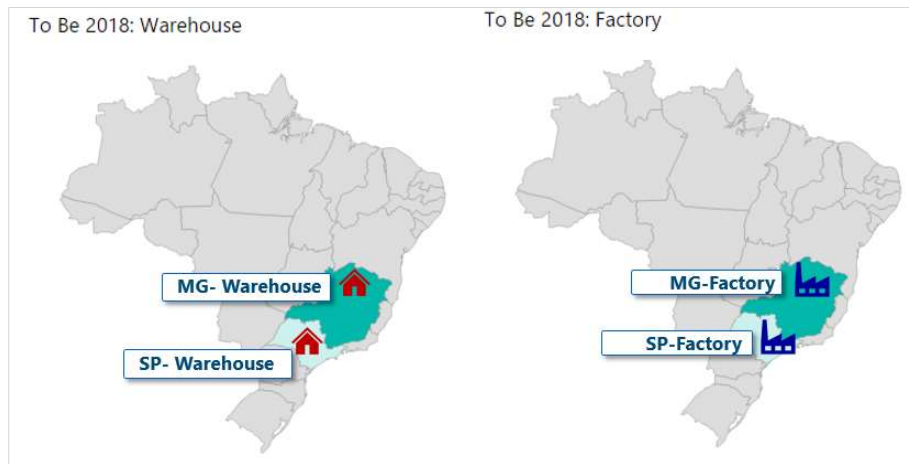 To Be 2018: Warehouse
To Be 2018: Factory
MG- Warehouse
SP- Warehouse
MG-Factory
SP-Factory